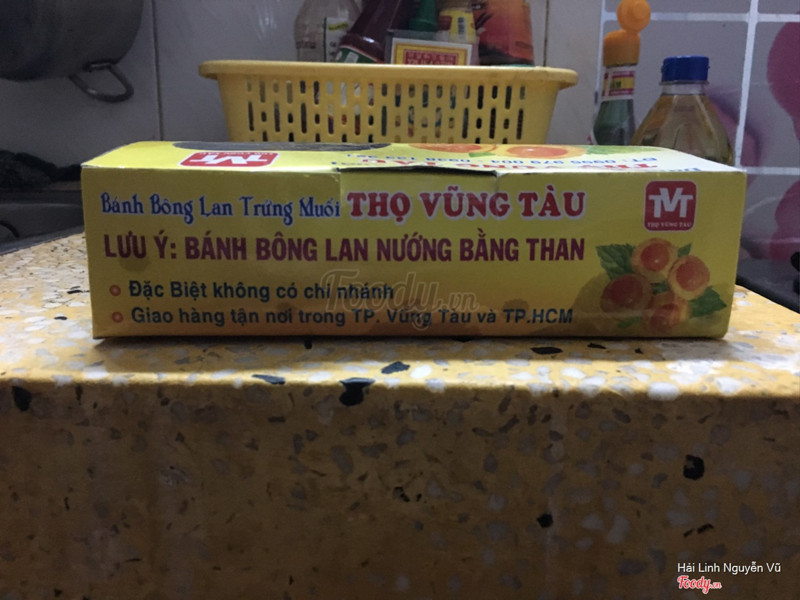 TVT
Bánh Bông Lan Trứng Muối THỌ VŨNG TÀU
TVT
THỌ VŨNG TÀU
LƯU Ý: BÁNH BÔNG LAN NƯỚNG BẰNG THAN
Đặc Biệt không có chi nhánh
Giao hàng tận nơi trong TP. Vũng Tàu và TP.HCM
Foody.vn
Hải Linh Nguyễn Vũ
Foody.vn